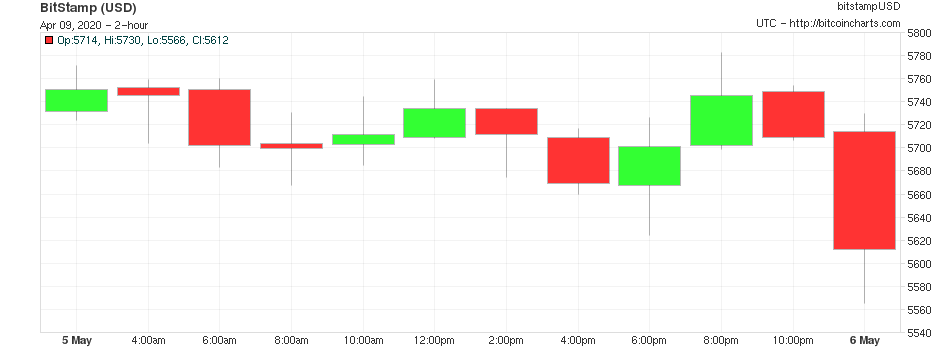 BitStamp (USD)
bitstampUSD
Apr 09, 2020 - 2-hour
UTC - http://bitcoincharts.com
Op:5714, Hi:5730, Lo:5566, Cl:5612
5800
5780
5760
5740
5720
5700
5680
5660
5640
5620
5600
5580
5560
5540
5 May 4:00am 6:00am 8:00am 10:00am 12:00pm 2:00pm 4:00pm 6:00pm 8:00pm 10:00pm 6 May